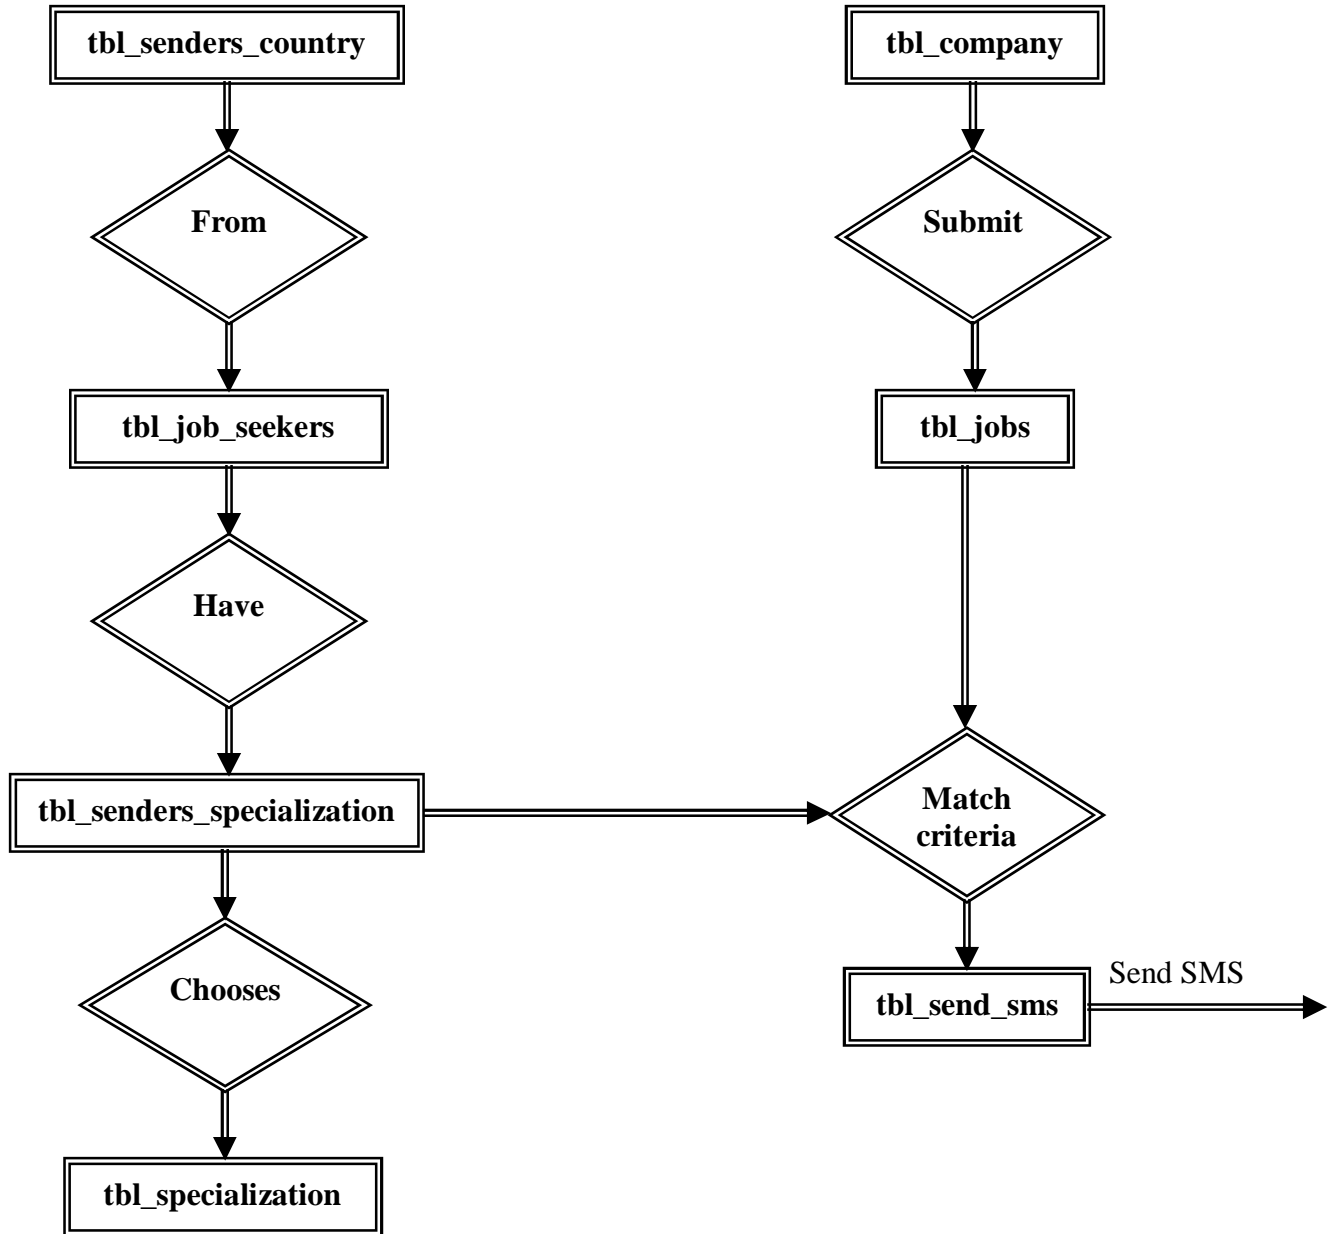 tbl_senders_country
tbl_company
From
Submit
tbl_job_seekers
tbl_jobs
Have
tbl_senders_specialization
Match
criteria
Chooses
Send SMS
tbl_send_sms
tbl_specialization